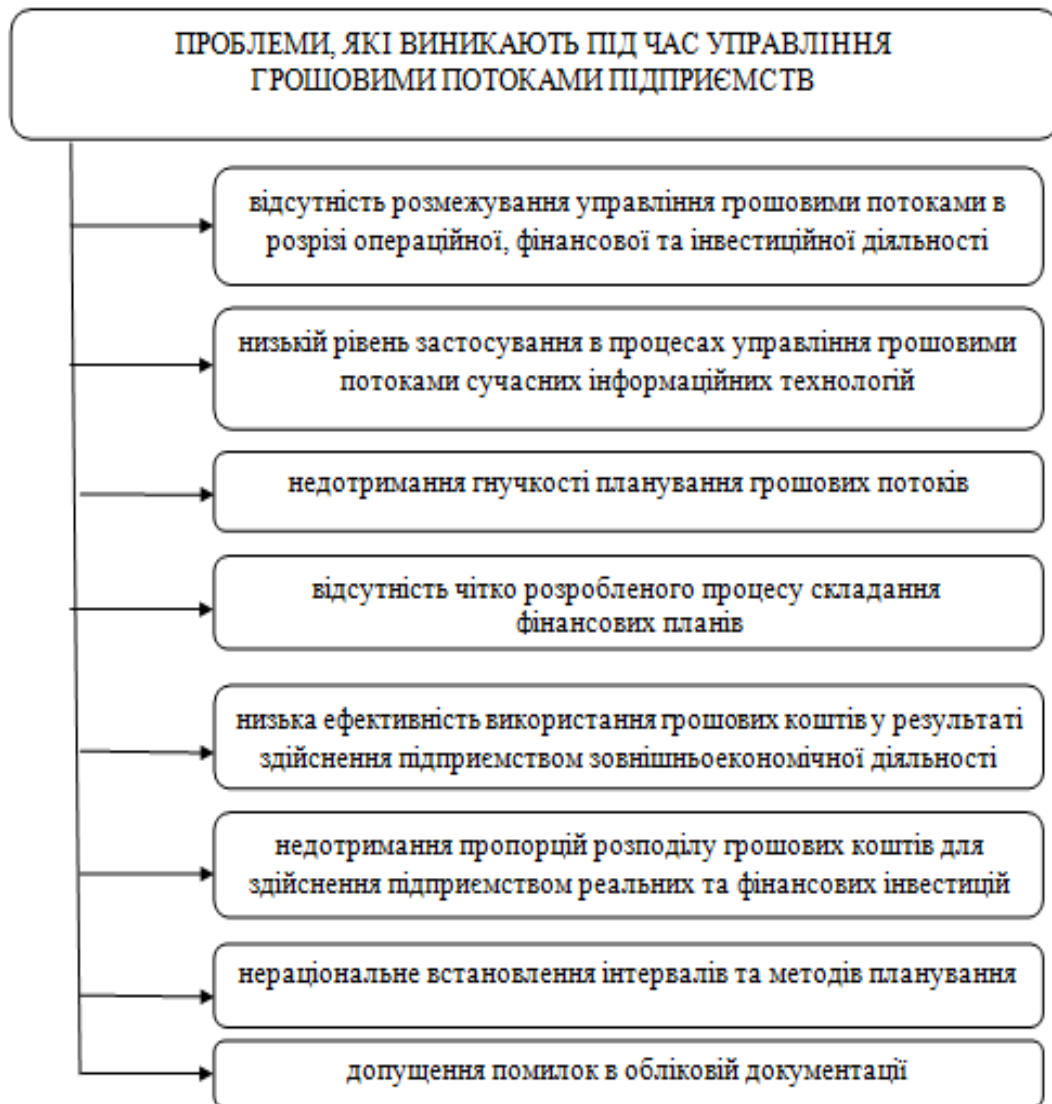 ПРОБЛЕМИ, ЯКІ ВИНИКАЮТЬ ПІД ЧАС УПРАВЛІННЯ
ГРОШОВИМИ ПОТОКАМИ ПІДПРИЄМСТВ
відсутність розмежування управління грошовими потоками в
розрізі операційної, фінансової та інвестиційної діяльності
низькій рівень застосування в процесах управління грошовими
потоками сучасних інформаційних технологій
недотримання гнучкості планування грошових потоків
відсутність чітко розробленого процесу складання
фінансових планів
низька ефективність використання грошових коштів у результаті
здійснення підприємством зовнішньоекономічної діяльності
недотримання пропорцій розподілу грошових коштів для
здійснення підприємством реальних та фінансових інвестицій
нераціональне встановлення інтервалів та методів планування
допущення помилок в обліковій документації